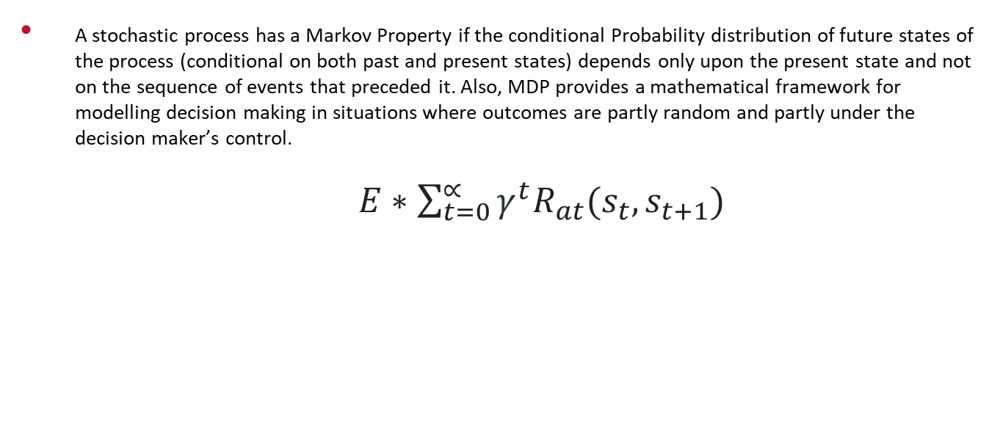 A stochastic process has a Markov Property if the conditional Probability distribution of future states of
the process (conditional on both past and present states) depends only upon the present state and not
on the sequence of events that preceded it. Also, MDP provides a mathematical framework for
modelling decision making in situations where outcomes are partly random and partly under the
decision maker’s control.
E ∗ ∑_{t=0}^{∝} γ^t R_{at}(s_t, s_{t+1})